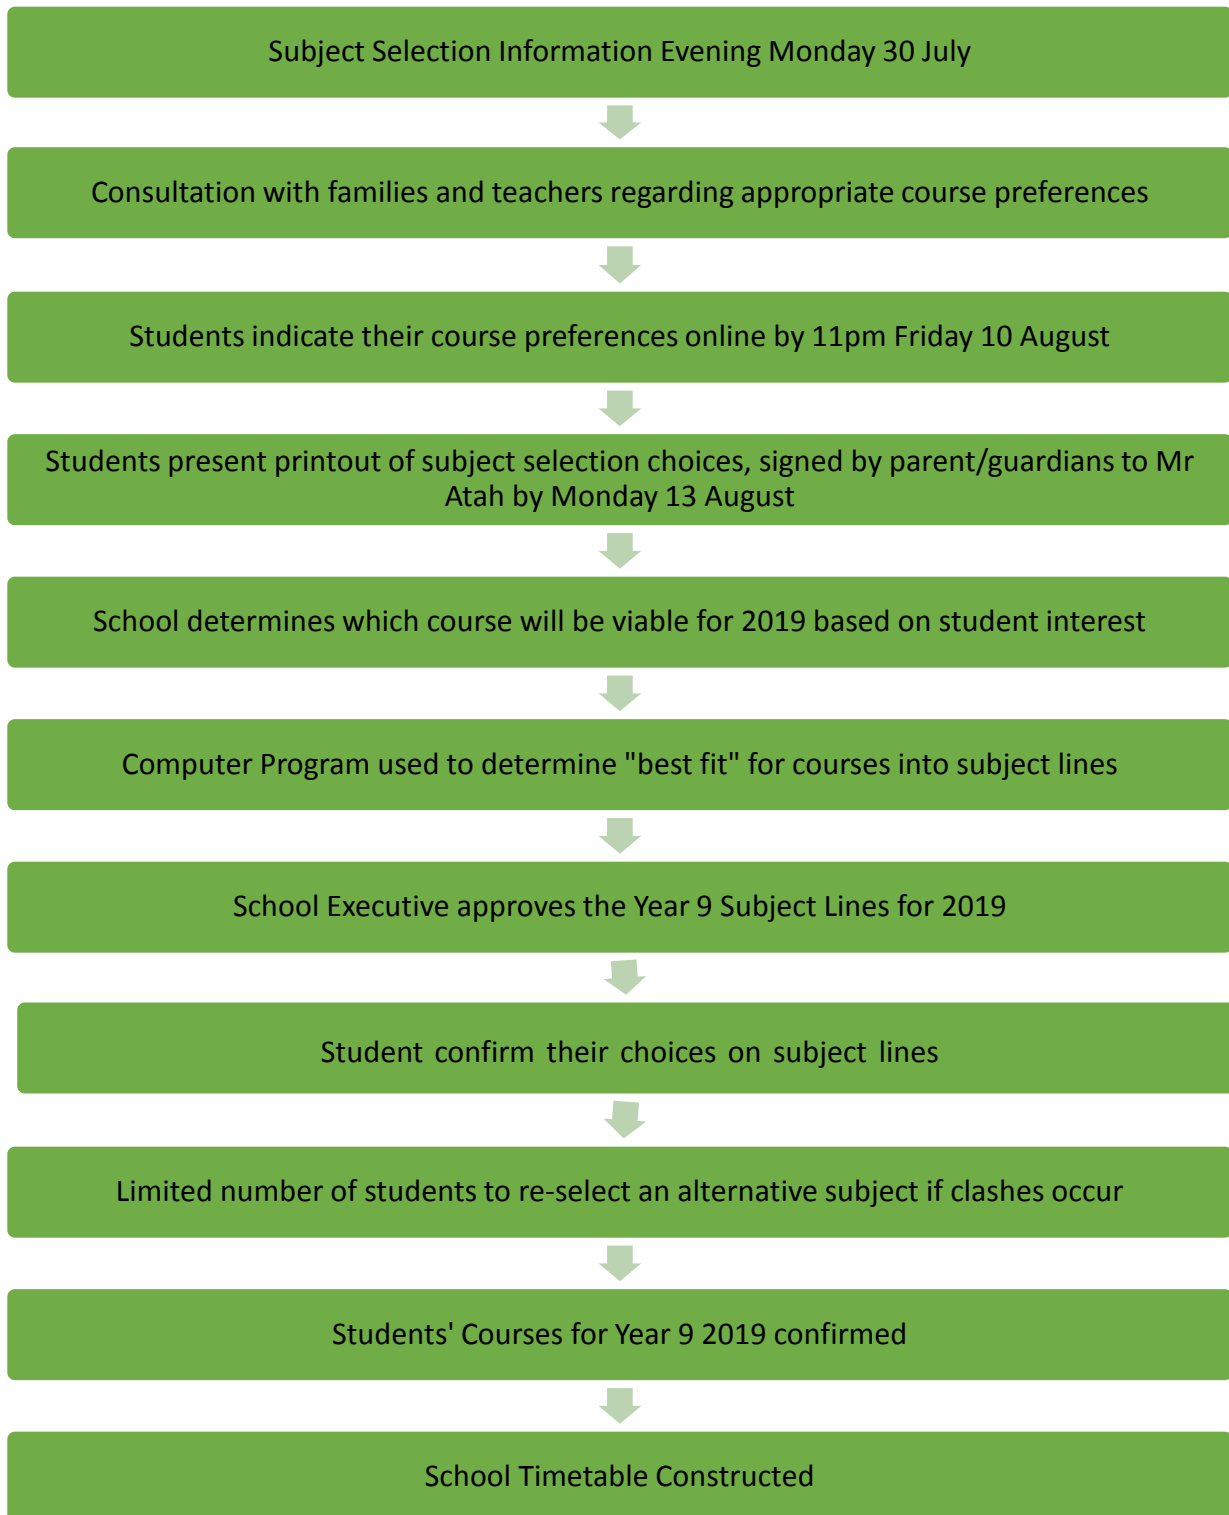 Subject Selection Information Evening Monday 30 July
Consultation with families and teachers regarding appropriate course preferences
Students indicate their course preferences online by 11pm Friday 10 August
Students present printout of subject selection choices, signed by parent/guardians to Mr
Atah by Monday 13 August
School determines which course will be viable for 2019 based on student interest
Computer Program used to determine "best fit" for courses into subject lines
School Executive approves the Year 9 Subject Lines for 2019
Student confirm their choices on subject lines
Limited number of students to re-select an alternative subject if clashes occur
Students' Courses for Year 9 2019 confirmed
School Timetable Constructed